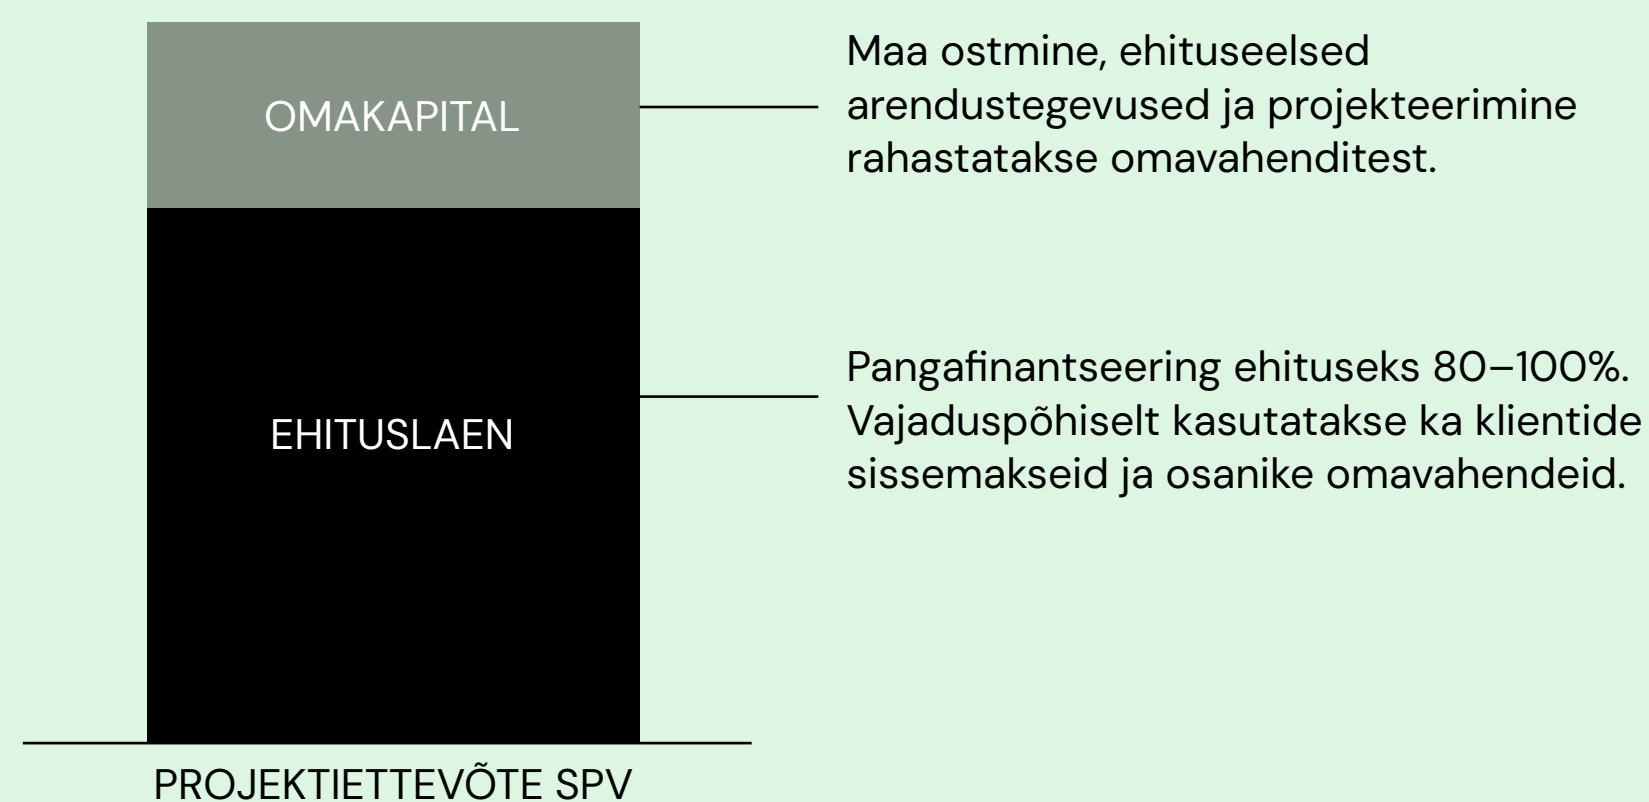 OMAKAPITAL
Maa ostmine, ehituseelsed
arendustegevused ja projekteerimine
rahastatakse omavahenditest.
EHITUSLAEN
Pangafinantseering ehituseks 80–100%.
Vajaduspõhiselt kasutatakse ka klientide
sissemakseid ja osanike omavahendeid.
PROJEKTIETTEVÕTE SPV